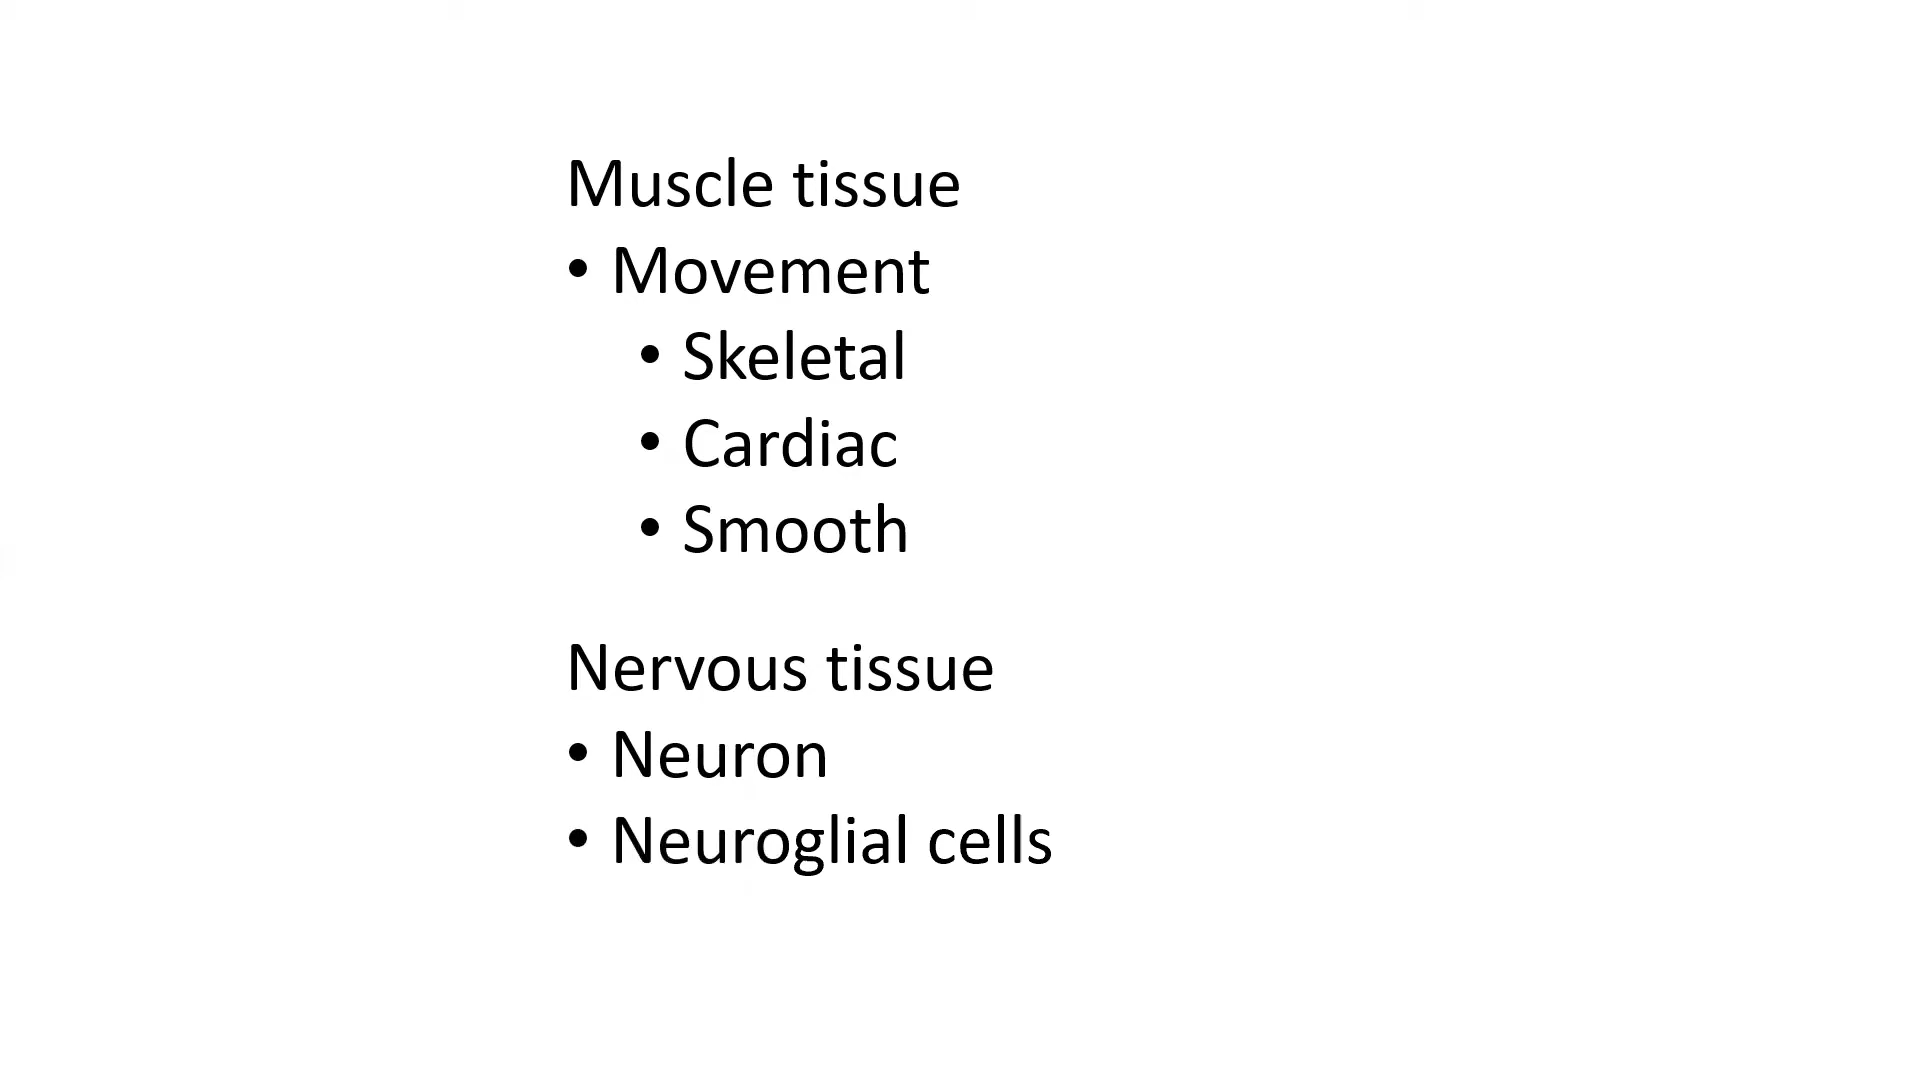 Muscle tissue
• Movement
• Skeletal
• Cardiac
• Smooth
Nervous tissue
• Neuron
• Neuroglial cells